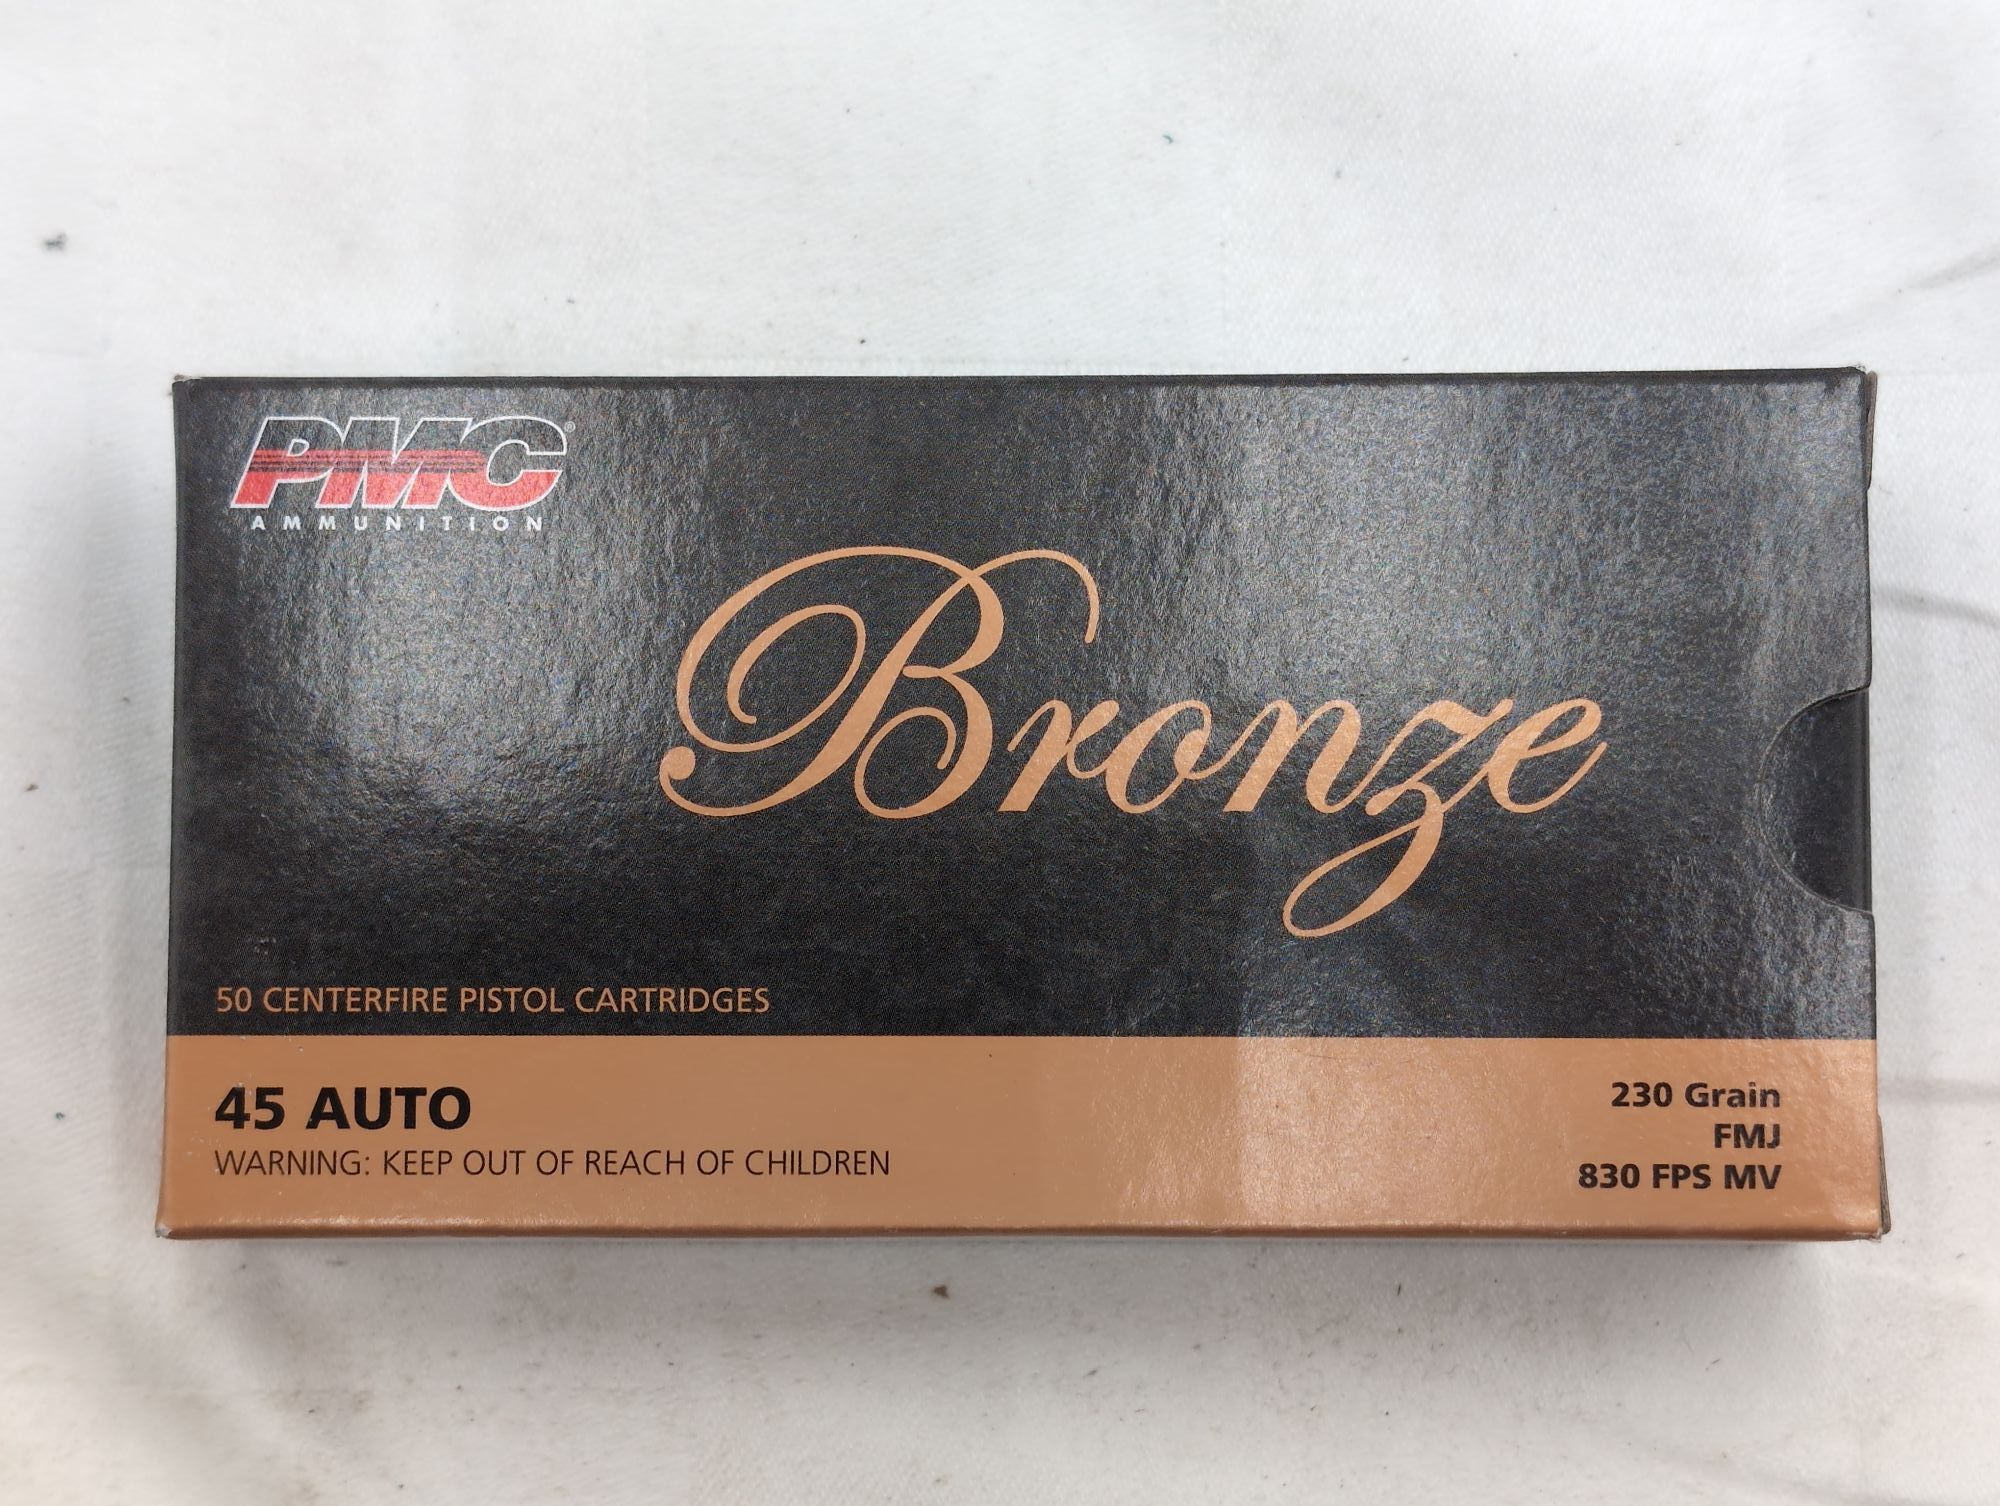 PMC®
AMMUNITION
Bronze
50 CENTERFIRE PISTOL CARTRIDGES
45 AUTO
WARNING: KEEP OUT OF REACH OF CHILDREN
230 Grain
FMJ
830 FPS MV